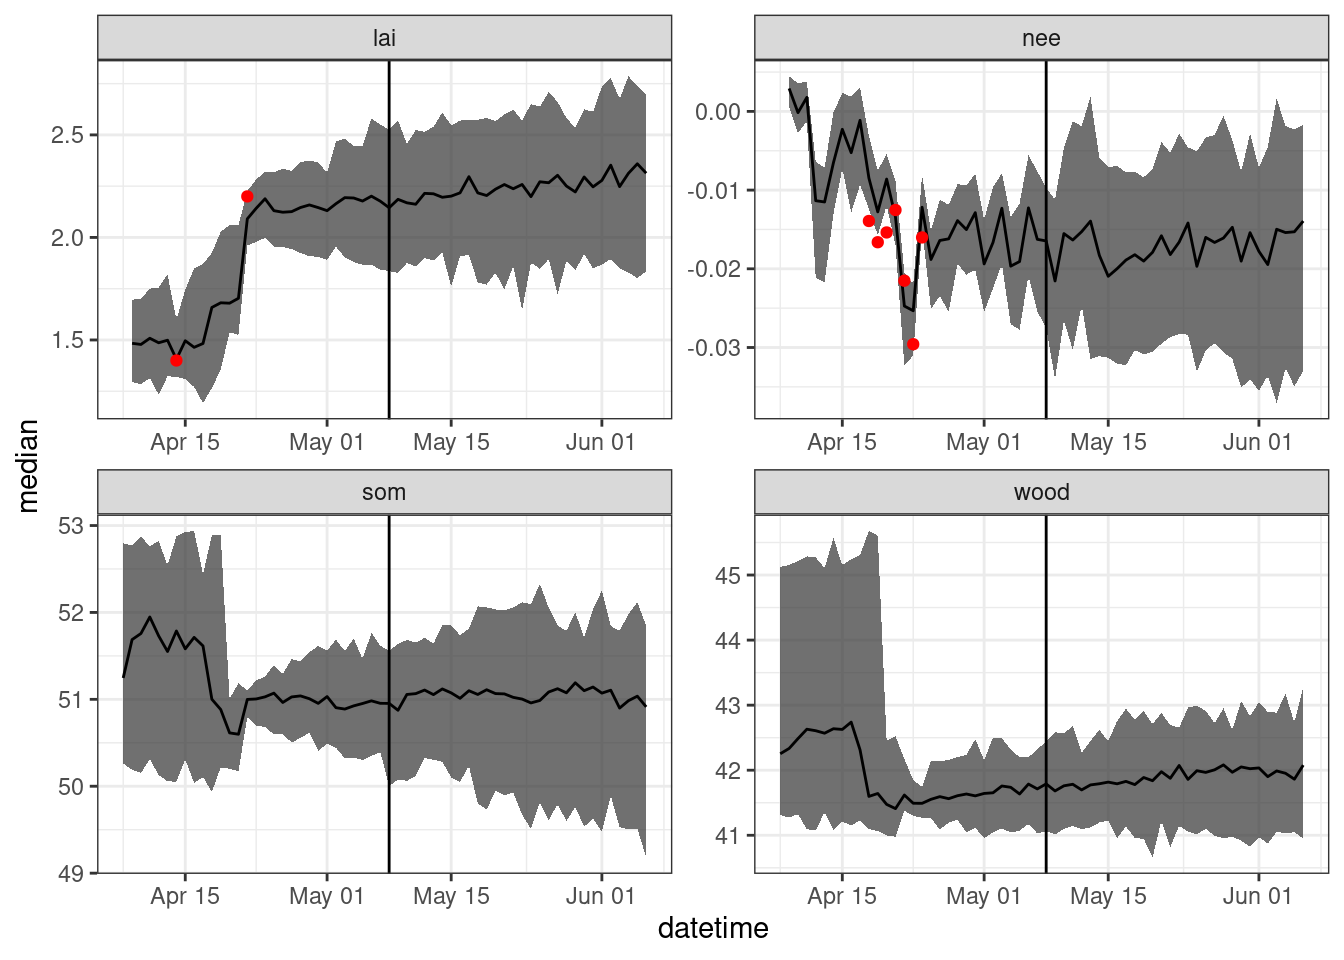 lai
nee
2.5
2.0
1.5
0.00
-0.01
-0.02
-0.03
Apr 15 May 01 May 15 Jun 01
Apr 15 May 01 May 15 Jun 01
median
som
wood
53
52
51
50
49
45
44
43
42
41
Apr 15 May 01 May 15 Jun 01
Apr 15 May 01 May 15 Jun 01
datetime